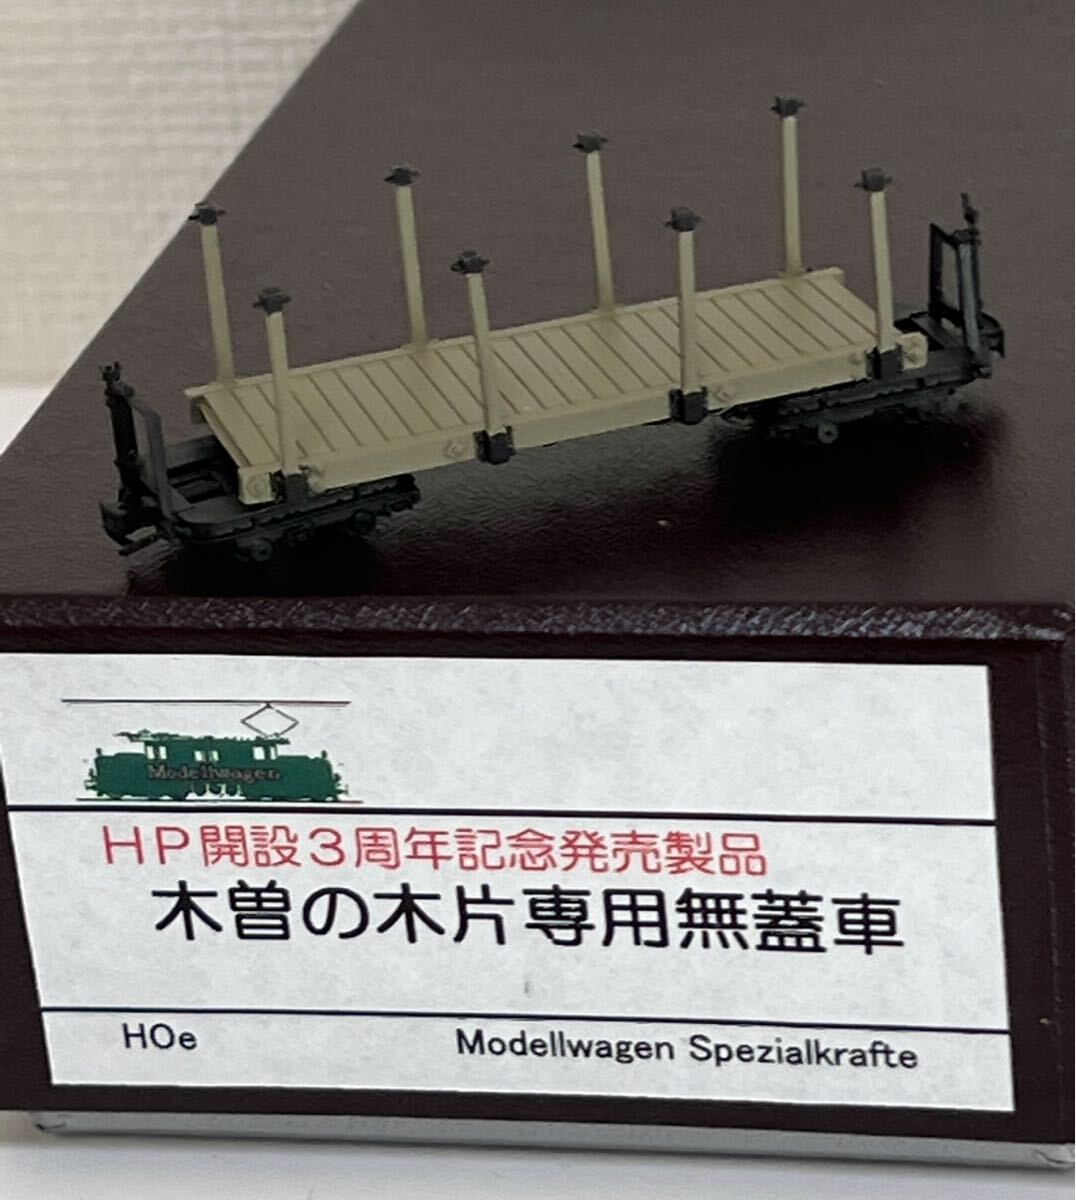 Modellwagen
HP開設3周年記念発売製品
木曽の木片専用無蓋車
HOe Modellwagen Spezialkrafte